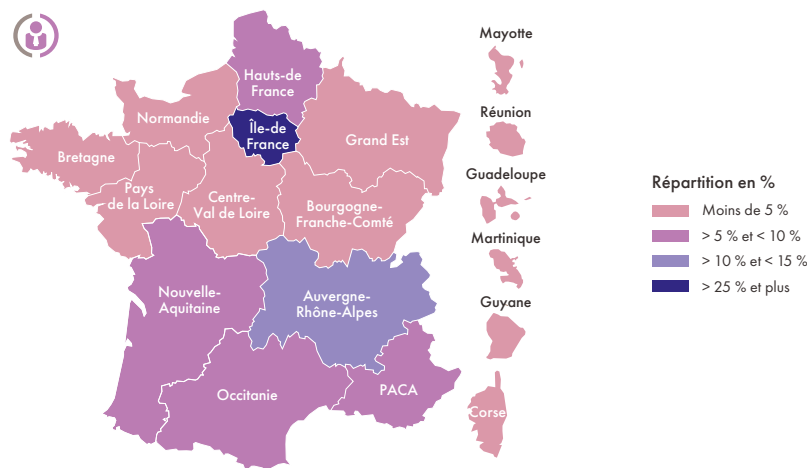 Mayotte
Hauts-de
France
Normandie
Réunion
Île-de
France
Grand Est
Bretagne
Guadeloupe
Pays
de la Loire
Centre-
Val de Loire
Bourgogne-
Franche-Comté
Martinique
Nouvelle-
Aquitaine
Auvergne-
Rhône-Alpes
Guyane
Occitanie
PACA
Corse
Répartition en %
Moins de 5 %
> 5 % et < 10 %
> 10 % et < 15 %
> 25 % et plus